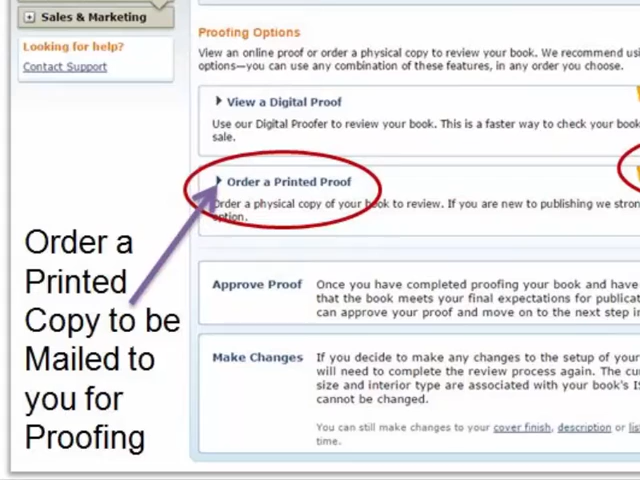 Sales & Marketing
Looking for help?
Contact Support
Proofing Options
View an online proof or order a physical copy to review your book. We recommend
options—you can use any combination of these features, in any order you choose.
View a Digital Proof
Use our Digital Proofer to review your book. This is a faster way to check your book
sale.
Order a Printed Proof
Order a physical copy of your book to review. If you are new to publishing we
option.
Order a
Printed
Copy to be
Mailed to
you for
Proofing
Approve Proof
Once you have completed proofing your book and have
that the book meets your final expectations for
can approve your proof and move on to the next step
Make Changes
If you decide to make any changes to the setup of your
will need to complete the review process again. The
size and interior type are associated with your book's
cannot be changed.
You can still make changes to your cover finish, description or
time.